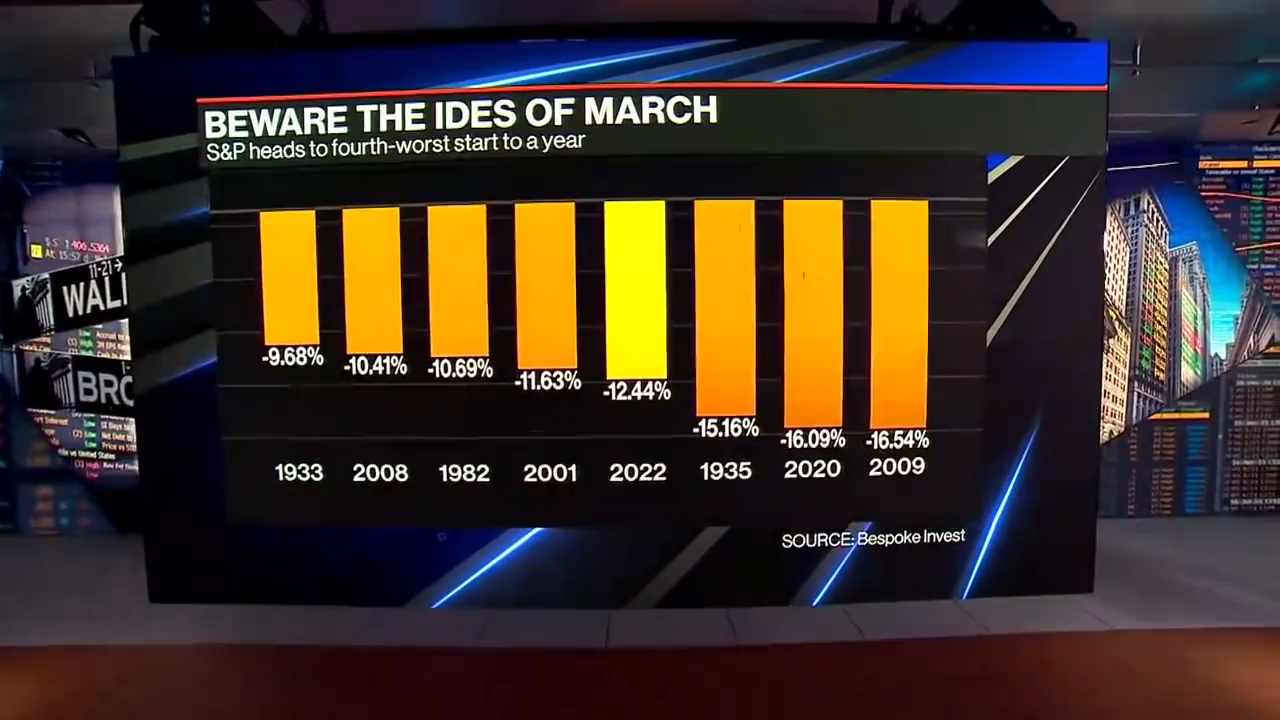 BEWARE THE IDES OF MARCH
S&P heads to fourth-worst start to a year
-9.68%
-10.41%
-10.69%
-11.63%
-12.44%
-15.16%
-16.09%
-16.54%
1933 2008 1982 2001 2022 1935 2020 2009
SOURCE: Bespoke Invest
11-21
WALL
BRO